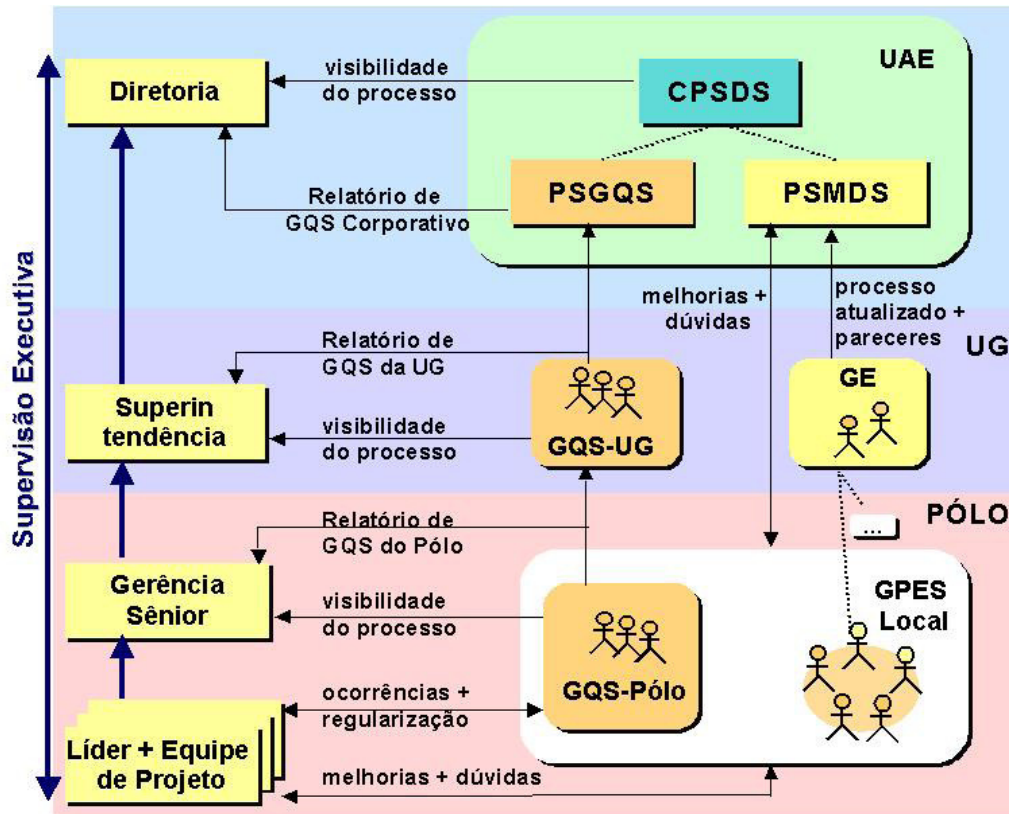 UAE
visibilidade
do processo
Diretoria
CPSDS
Relatório de
GQS Corporativo
PSGQS
PSMDS
Supervisão Executiva
melhorias +
dúvidas
processo
atualizado +
pareceres
UG
Relatório de
GQS da UG
GE
Superin
tendência
visibilidade
do processo
GQS-UG
PÓLO
Relatório de
GQS do Pólo
...
Gerência
Sênior
visibilidade
do processo
GPES
Local
GQS-Pólo
ocorrências +
regularização
Líder + Equipe
de Projeto
melhorias + dúvidas